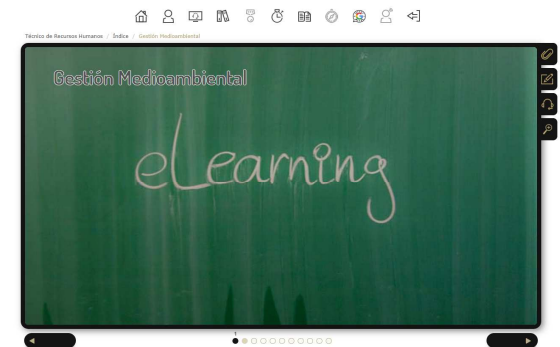 Técnico de Recursos Humanos / Índice / Gestión Medioambiental
Gestión Medioambiental
eLearning